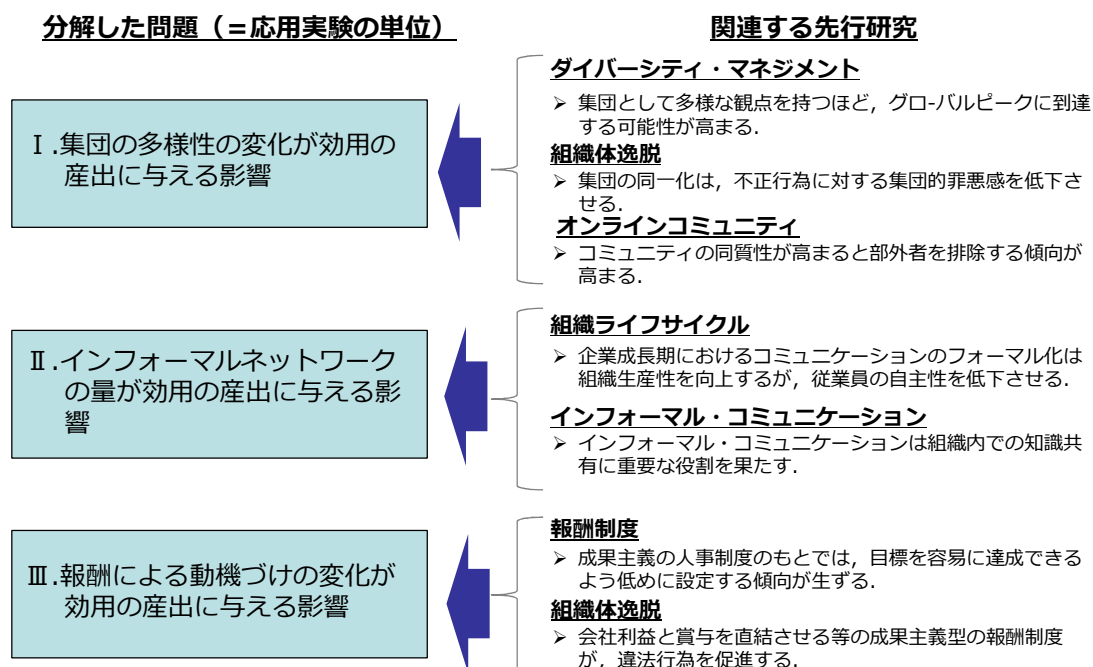 分解した問題（＝応用実験の単位）
関連する先行研究
Ⅰ.集団の多様性の変化が効用の
産出に与える影響
ダイバーシティ・マネジメント
➢ 集団として多様な観点を持つほど，グロ-バルピークに到達
する可能性が高まる.
組織体逸脱
➢ 集団の同一化は，不正行為に対する集団的罪悪感を低下さ
せる.
オンラインコミュニティ
➢ コミュニティの同質性が高まると部外者を排除する傾向が
高まる.
Ⅱ.インフォーマルネットワーク
の量が効用の産出に与える影
響
組織ライフサイクル
➢ 企業成長期におけるコミュニケーションのフォーマル化は
組織生産性を向上するが，従業員の自主性を低下させる.
インフォーマル・コミュニケーション
➢ インフォーマル・コミュニケーションは組織内での知識共
有に重要な役割を果たす.
Ⅲ.報酬による動機づけの変化が
効用の産出に与える影響
報酬制度
➢ 成果主義の人事制度のもとでは，目標を容易に達成できる
よう低めに設定する傾向が生ずる.
組織体逸脱
➢ 会社利益と賞与を直結させる等の成果主義型の報酬制度
が，違法行為を促進する.